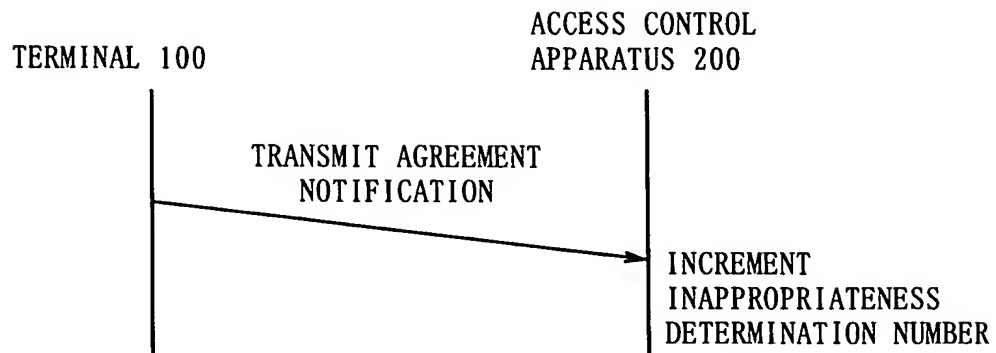 TERMINAL 100
ACCESS CONTROL
APPARATUS 200
TRANSMIT AGREEMENT
NOTIFICATION
INCREMENT
INAPPROPRIATENESS
DETERMINATION NUMBER